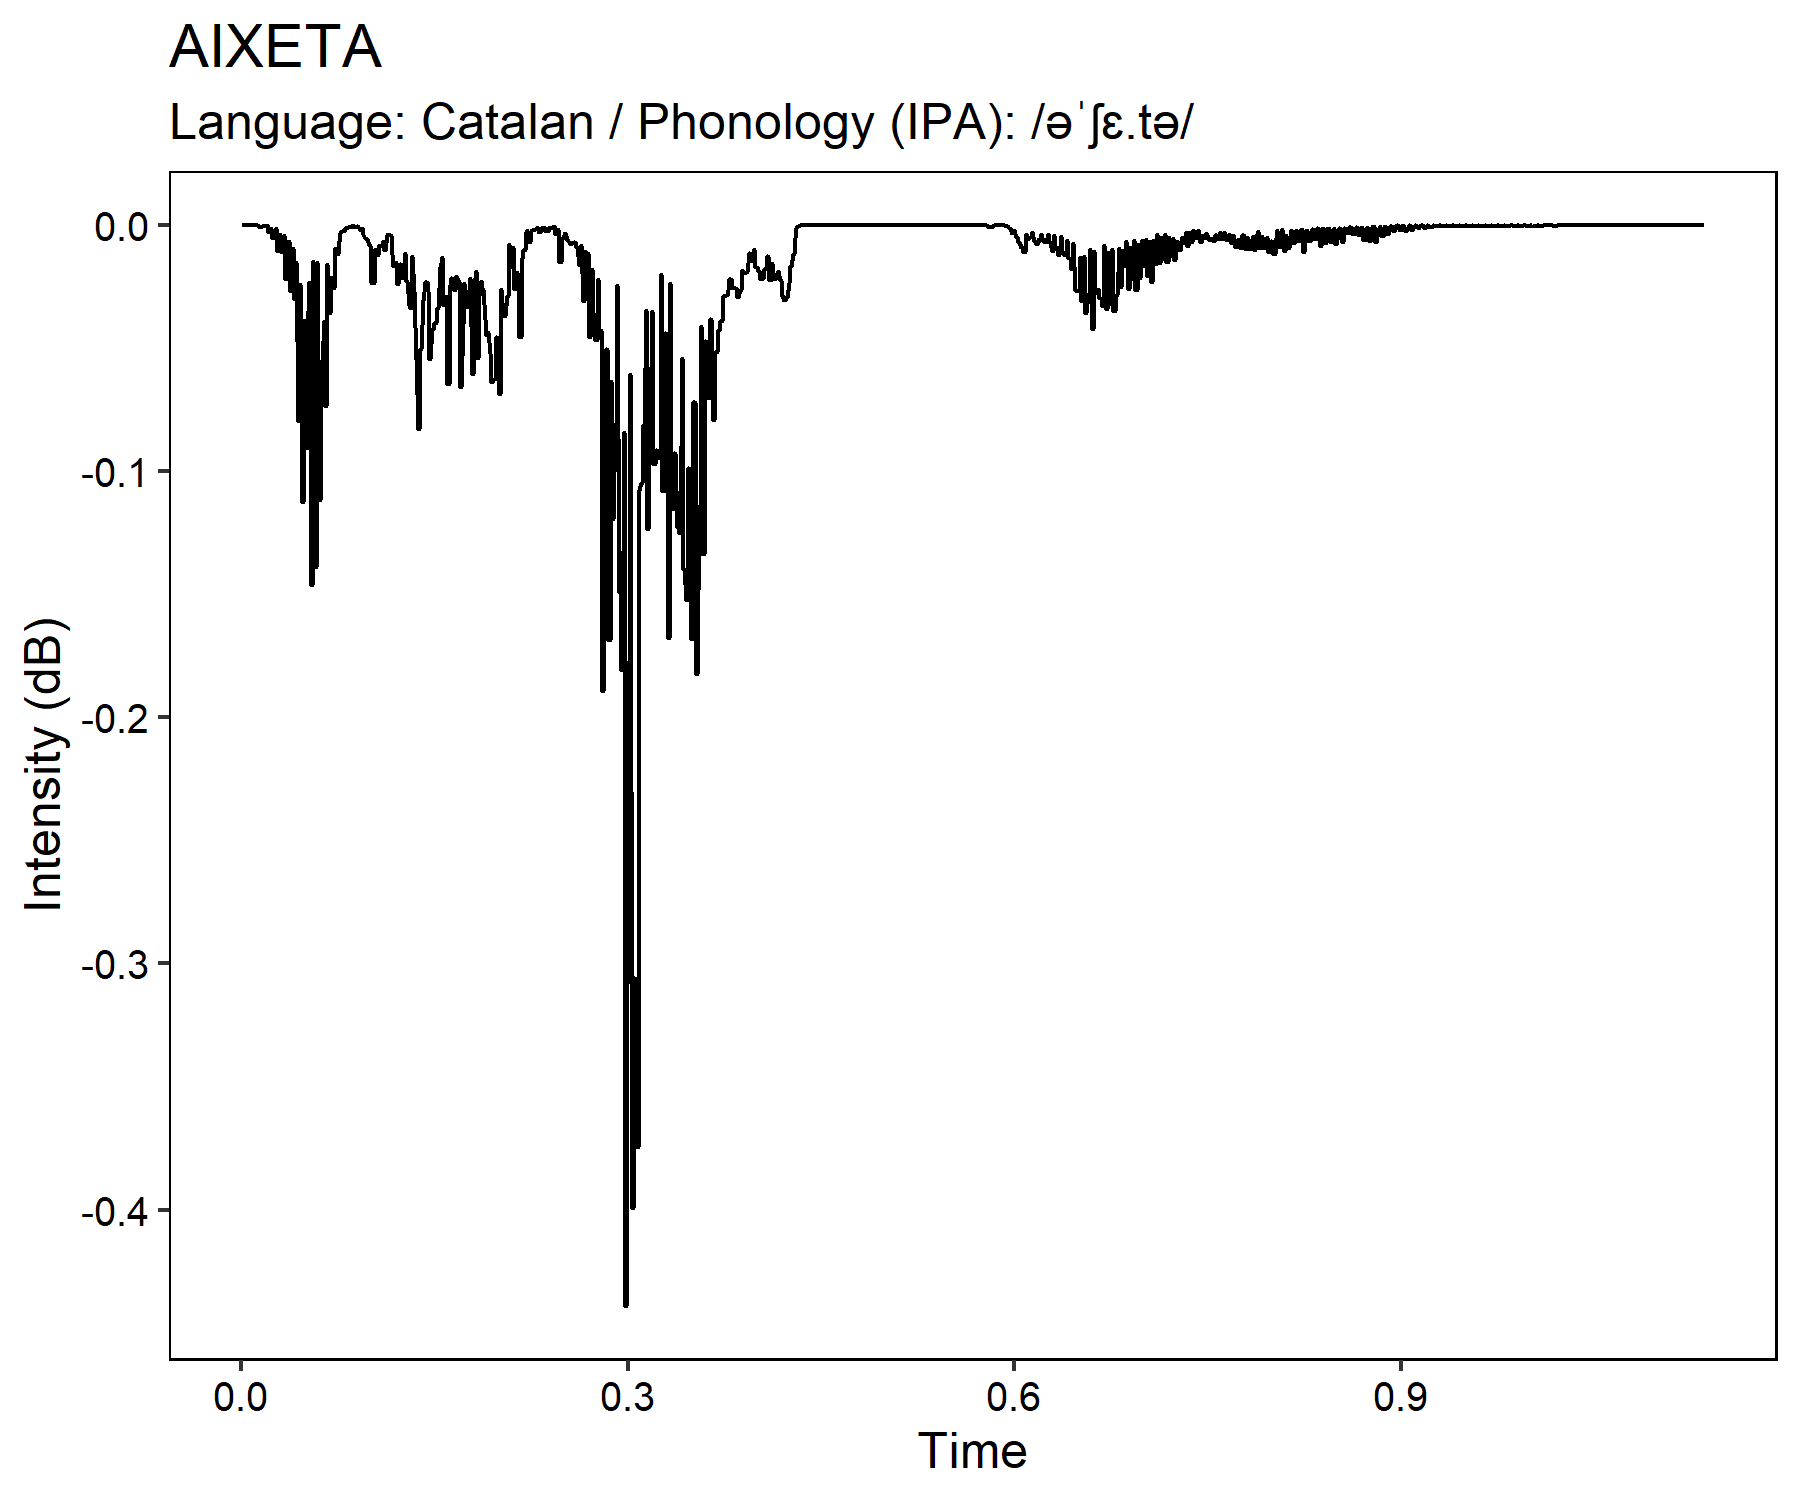 AIXETA
Language: Catalan / Phonology (IPA): /əˈʃɛ.tə/
0.0
-0.1
-0.2
-0.3
-0.4
Intensity (dB)
0.0 0.3 0.6 0.9
Time